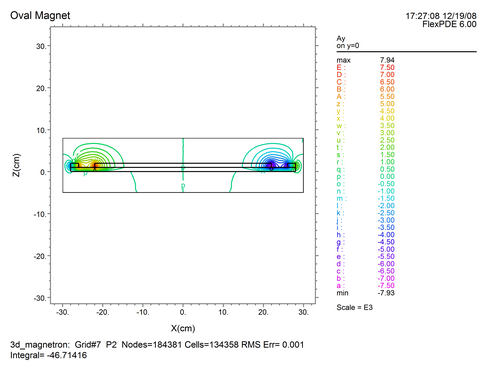 Oval Magnet
17:27:08 12/19/08
FlexPDE 6.00
Ay
on y=0
max 7.94
E : 7.50
D : 7.00
C : 6.50
B : 6.00
A : 5.50
z : 5.00
y : 4.50
x : 4.00
w : 3.50
v : 3.00
u : 2.50
t : 2.00
s : 1.50
r : 1.00
q : 0.50
p : 0.00
o : -0.50
n : -1.00
m : -1.50
l : -2.00
k : -2.50
j : -3.00
i : -3.50
h : -4.00
g : -4.50
f : -5.00
e : -5.50
d : -6.00
c : -6.50
b : -7.00
a : -7.50
min -7.93
Scale = E3
30.
20.
10.
0.
-10.
-20.
-30.
Z(cm)
p
p
-30. -20. -10. 0. 10. 20. 30.
X(cm)
3d_magnetron: Grid#7 P2 Nodes=184381 Cells=134358 RMS Err= 0.001
Integral= -46.71416